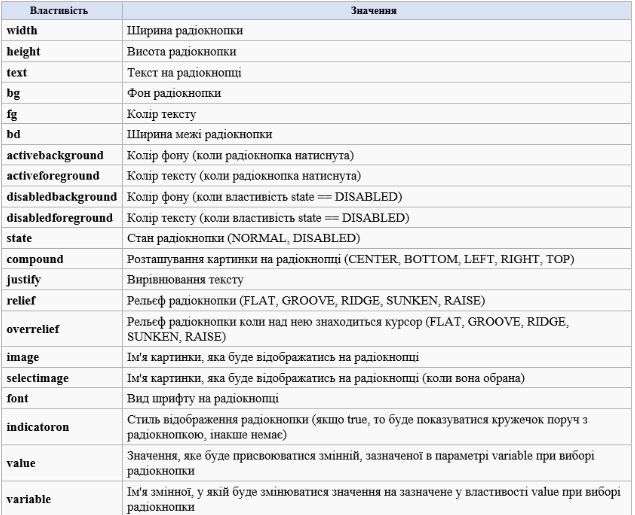 Властивість Значення
width Ширина радіокнопки
height Висота радіокнопки
text Текст на радіокнопці
bg Фон радіокнопки
fg Колір тексту
bd Ширина межі радіокнопки
activebackground Колір фону (коли радіокнопка натиснута)
activeforeground Колір тексту (коли радіокнопка натиснута)
disabledbackground Колір фону (коли властивість state == DISABLED)
disabledforeground Колір тексту (коли властивість state == DISABLED)
state Стан радіокнопки (NORMAL, DISABLED)
compound Розташування картинки на радіокнопці (CENTER, BOTTOM, LEFT, RIGHT, TOP)
justify Вирівнювання тексту
relief Рельєф радіокнопки (FLAT, GROOVE, RIDGE, SUNKEN, RAISE)
overrelief Рельєф радіокнопки коли над нею знаходиться курсор (FLAT, GROOVE, RIDGE,
SUNKEN, RAISE)
image Ім'я картинки, яка буде відображатись на радіокнопці
selectimage Ім'я картинки, яка буде відображатись на радіокнопці (коли вона обрана)
font Вид шрифту на радіокнопці
indicatoron Стиль відображення радіокнопки (якщо true, то буде показуватися кружечок поруч з
радіокнопкою, інакше немає)
value Значення, яке буде присвоюватися змінній, зазначеної в параметрі variable при виборі
радіокнопки
variable Ім'я змінної, у якій буде змінюватися значення на зазначене у властивості value при виборі
радіокнопки